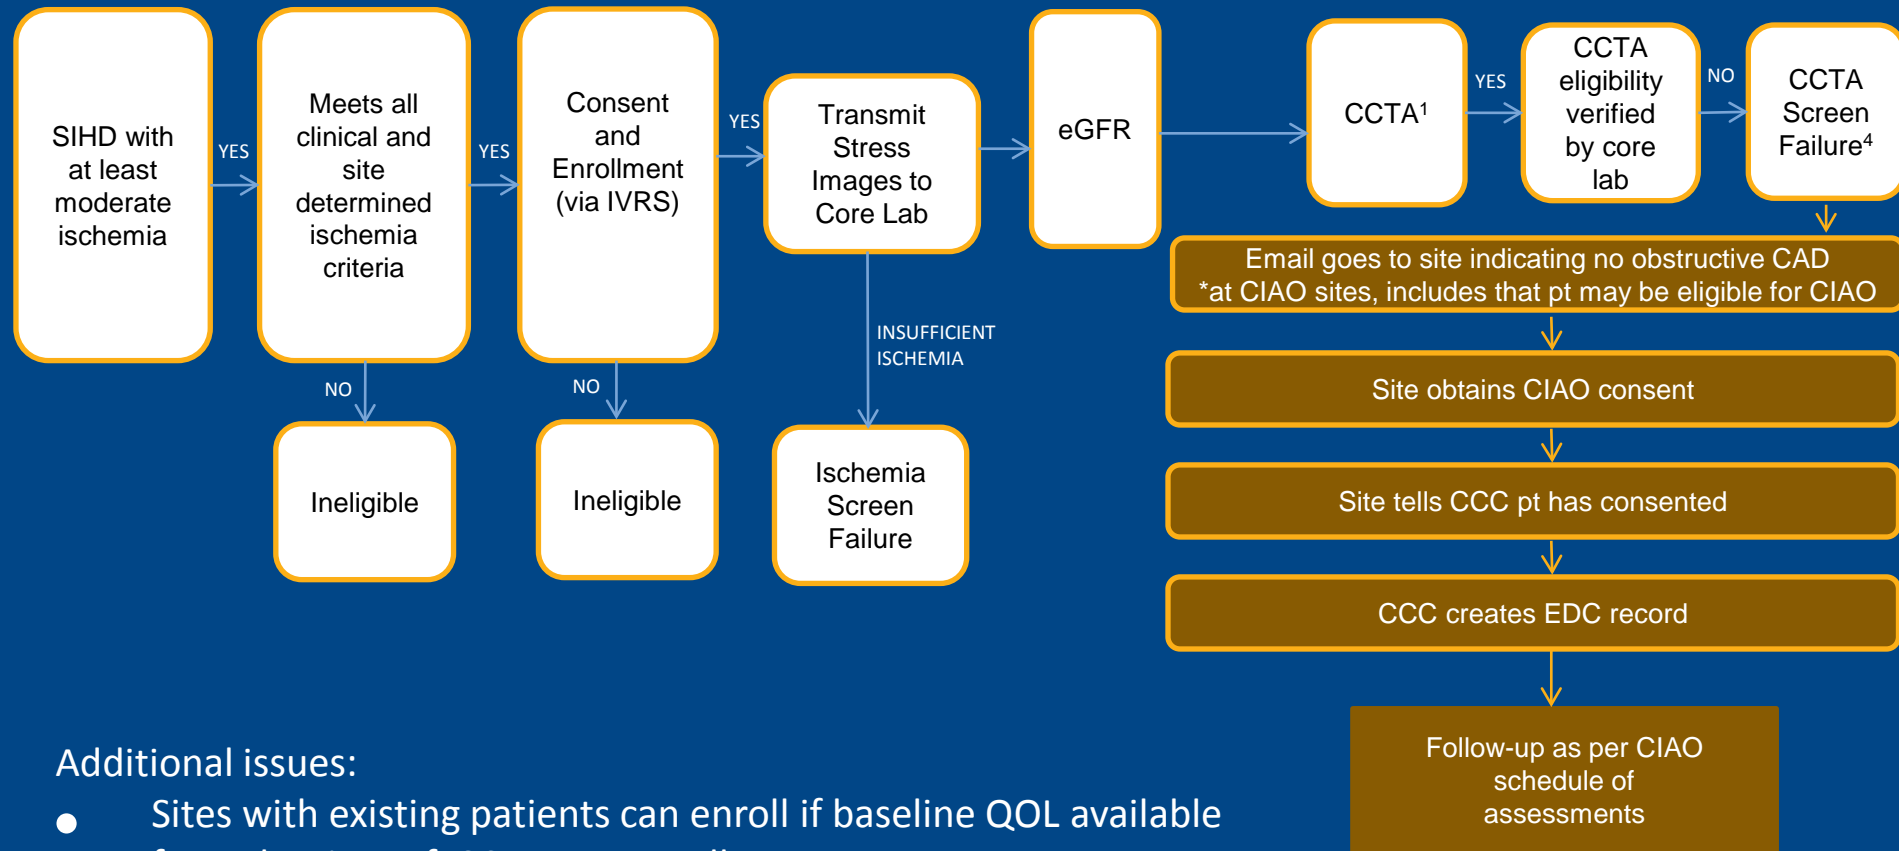 SIHD with
at least
moderate
ischemia
YES
Meets all
clinical and
site
determined
ischemia
criteria
YES
Consent
and
Enrollment
(via IVRS)
YES
Transmit
Stress
Images to
Core Lab
eGFR
CCTA¹
YES
CCTA
eligibility
verified
by core
lab
NO
CCTA
Screen
Failure⁴
NO
Ineligible
NO
Ineligible
INSUFFICIENT
ISCHEMIA
Ischemia
Screen
Failure
Email goes to site indicating no obstructive CAD
*at CIAO sites, includes that pt may be eligible for CIAO
Site obtains CIAO consent
Site tells CCC pt has consented
CCC creates EDC record
Follow-up as per CIAO
schedule of
assessments
Additional issues:
● Sites with existing patients can enroll if baseline QOL available